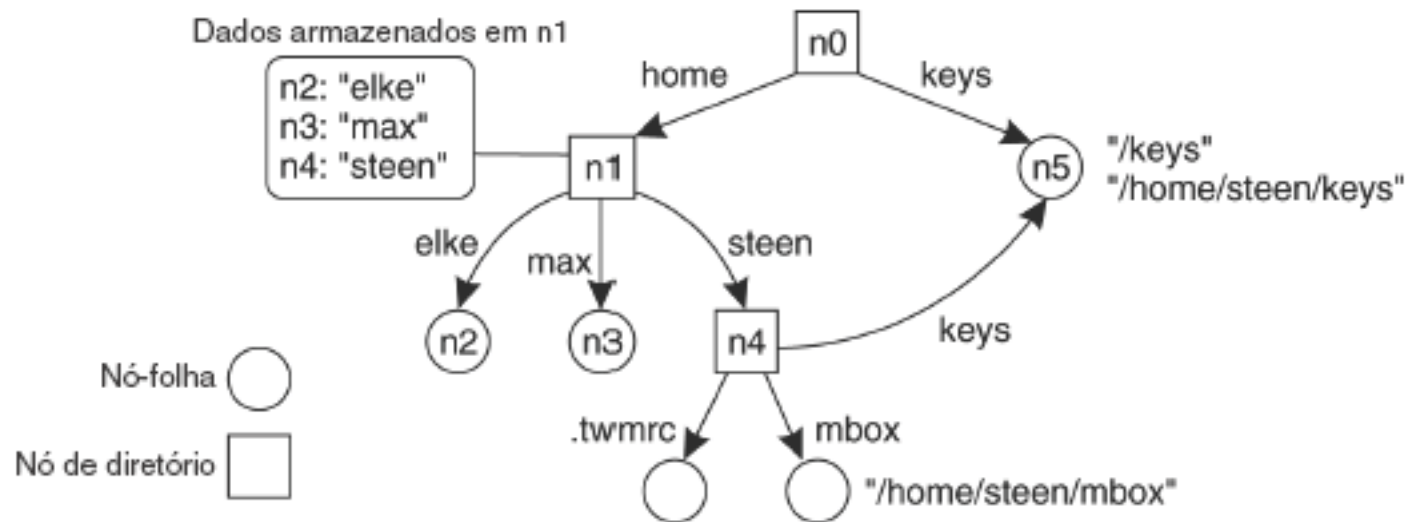 Dados armazenados em n1
n2: "elke"
n3: "max"
n4: "steen"
n0
home
keys
n1
n5
"/keys"
"/home/steen/keys"
elke
max
steen
n2
n3
n4
keys
Nó-folha
.twmrc
mbox
Nó de diretório
"/home/steen/mbox"